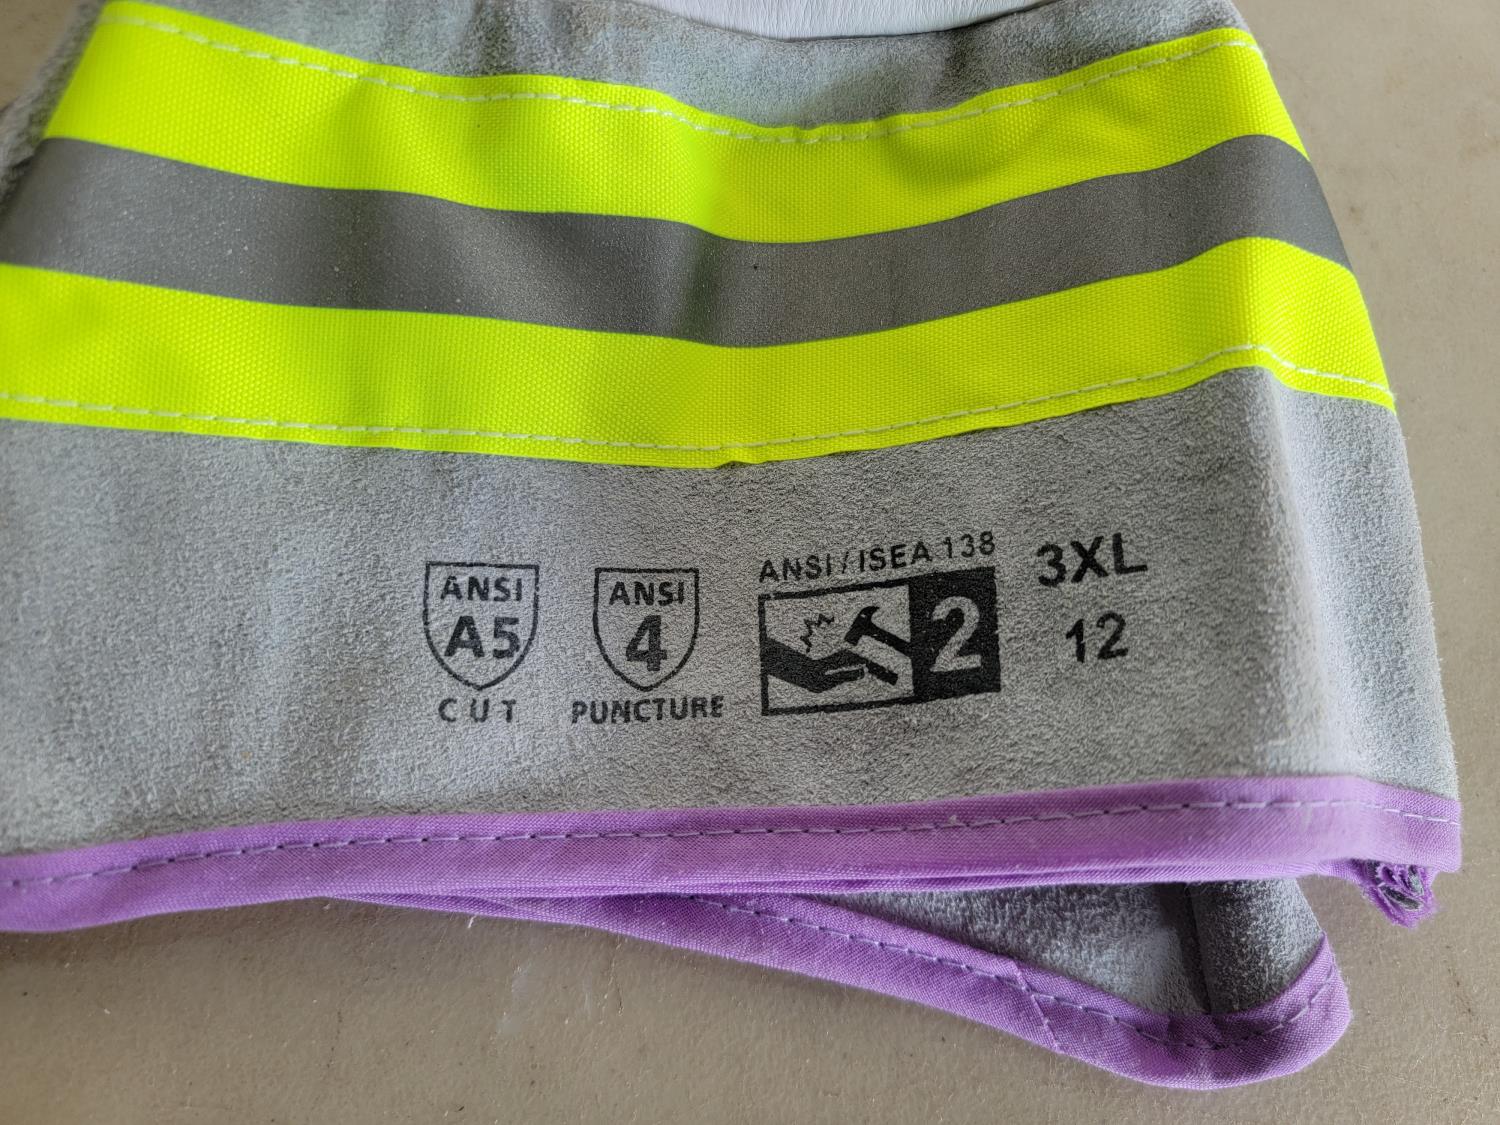 ANSI
A5
CUT
ANSI
4
PUNCTURE
ANSI/ISEA 138
2
3XL
12